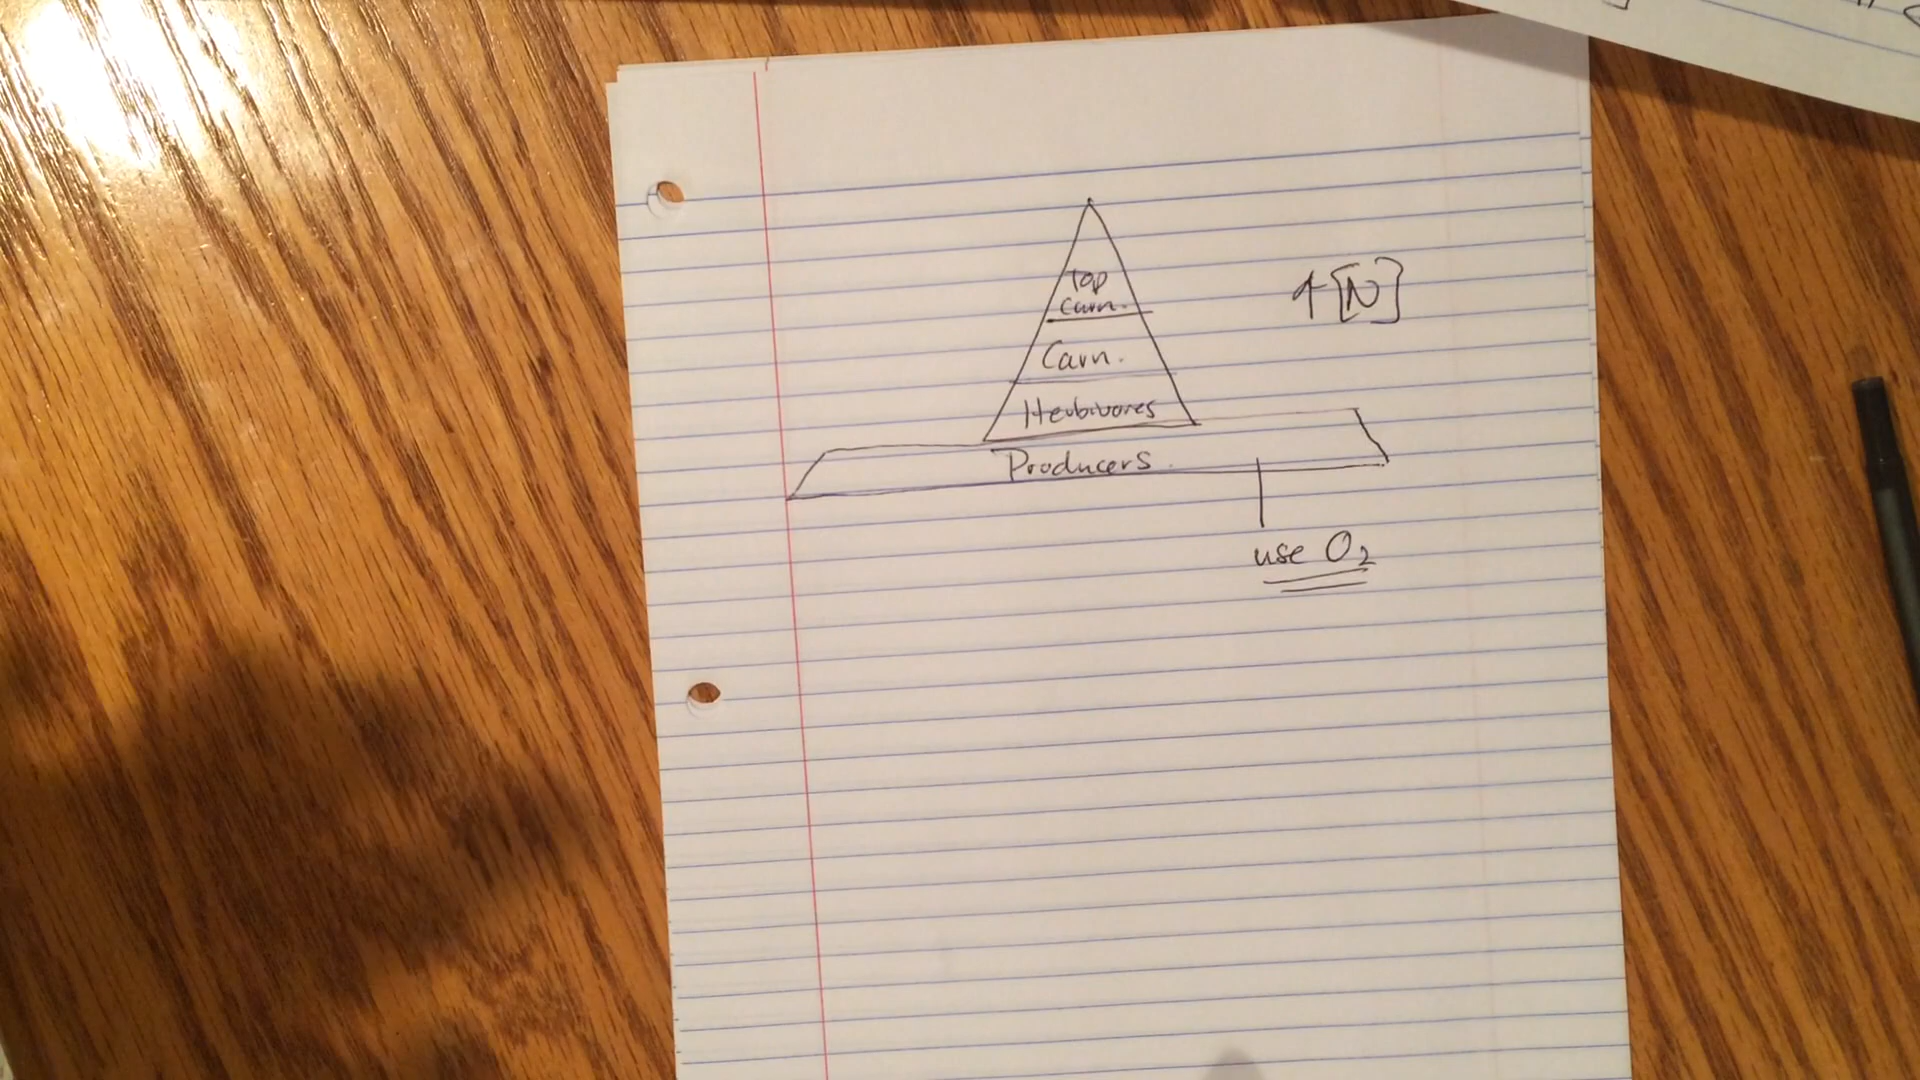 Top
Carn.
↑[N]
Carn.
Herbivores
Producers
use O₂